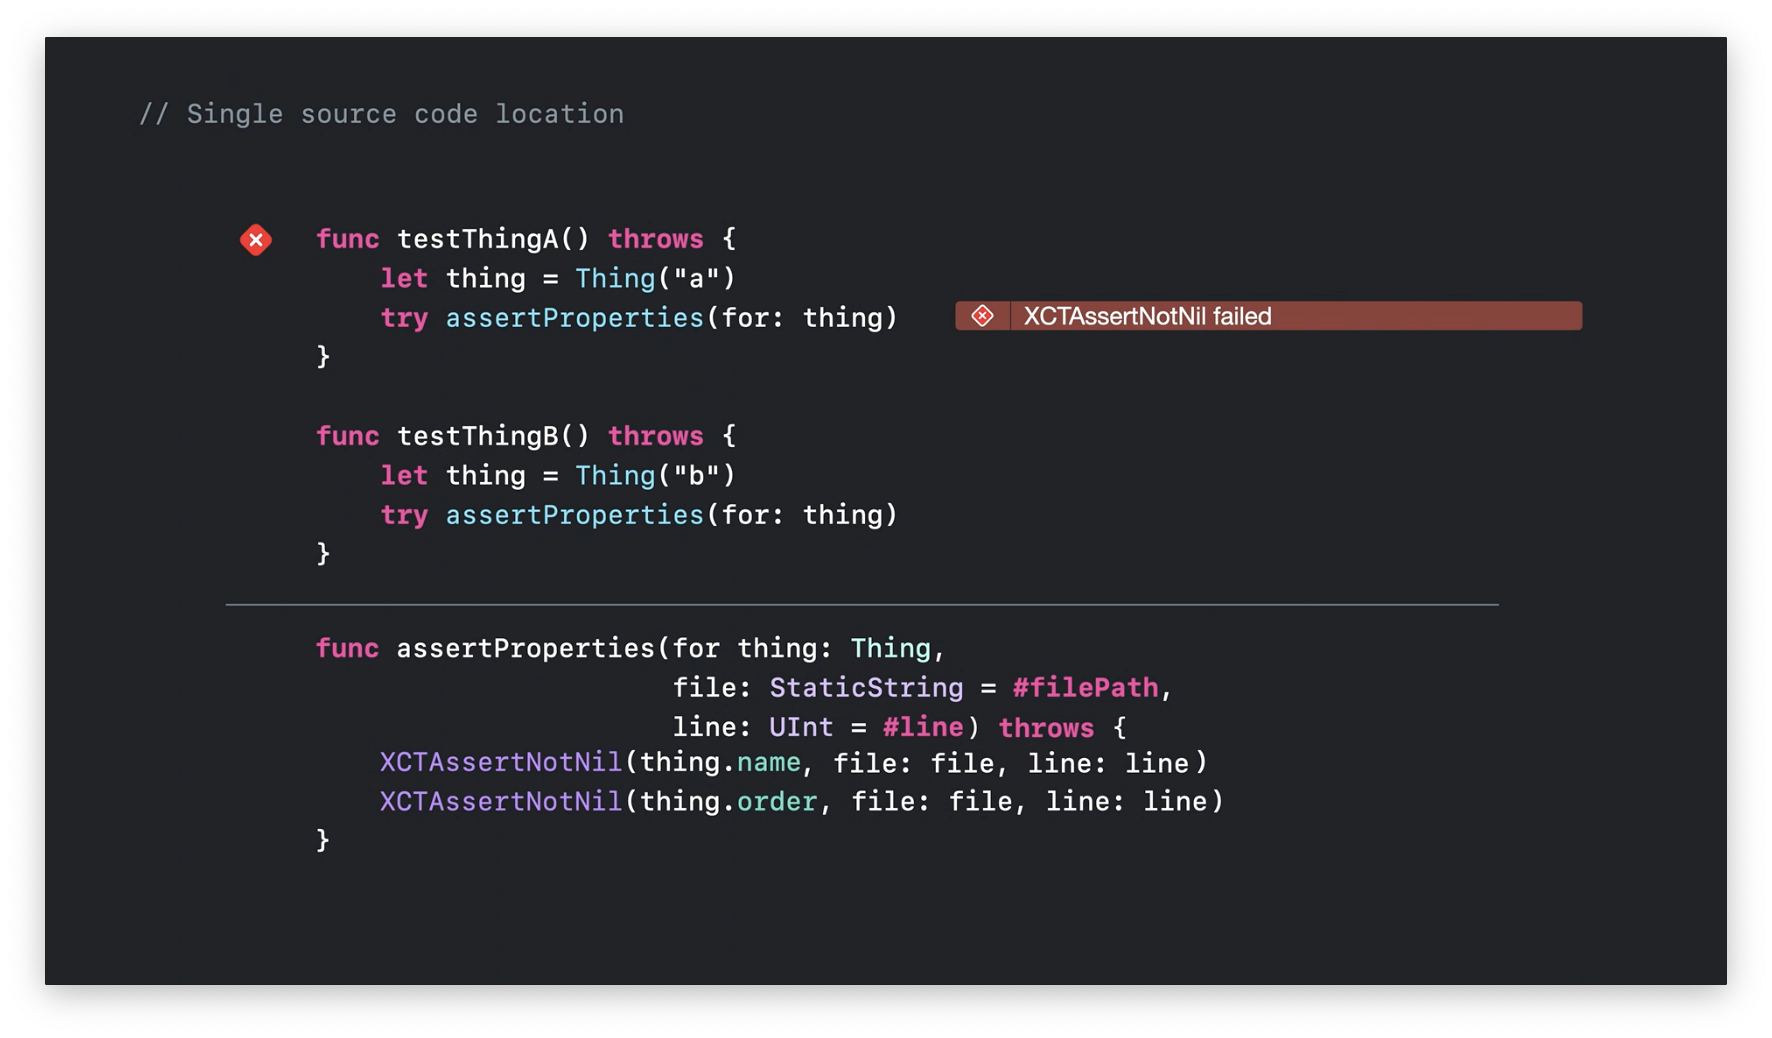 // Single source code location
func testThingA() throws {
let thing = Thing("a")
try assertProperties(for: thing)
XCTAssertNotNil failed
}
func testThingB() throws {
let thing = Thing("b")
try assertProperties(for: thing)
}
func assertProperties(for thing: Thing,
file: StaticString = #filePath,
line: UInt = #line) throws {
XCTAssertNotNil(thing.name, file: file, line: line)
XCTAssertNotNil(thing.order, file: file, line: line)
}